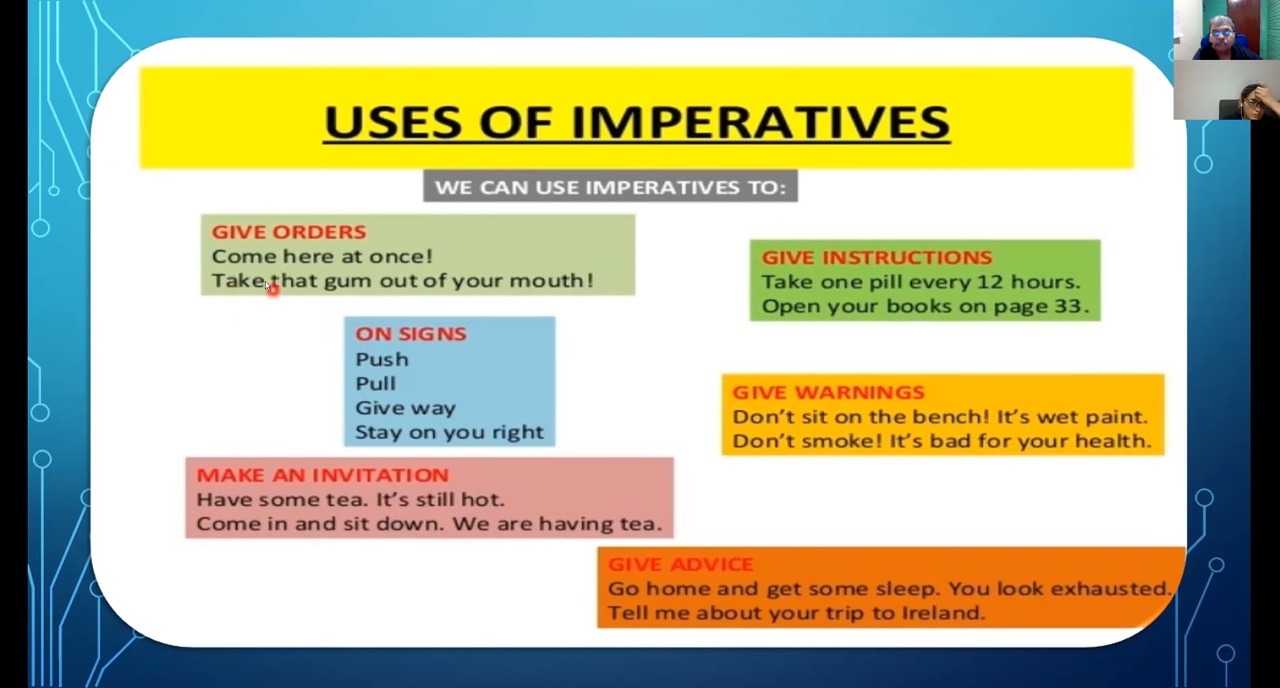 USES OF IMPERATIVES
WE CAN USE IMPERATIVES TO:
GIVE ORDERS
Come here at once!
Take that gum out of your mouth!
GIVE INSTRUCTIONS
Take one pill every 12 hours.
Open your books on page 33.
ON SIGNS
Push
Pull
Give way
Stay on you right
GIVE WARNINGS
Don't sit on the bench! It's wet paint.
Don't smoke! It's bad for your health.
MAKE AN INVITATION
Have some tea. It's still hot.
Come in and sit down. We are having tea.
GIVE ADVICE
Go home and get some sleep. You look exhausted.
Tell me about your trip to Ireland.